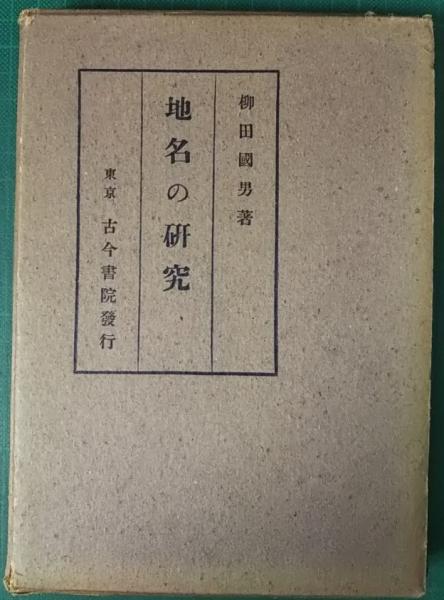 柳田國男著
地名の研究
東京 古今書院發行